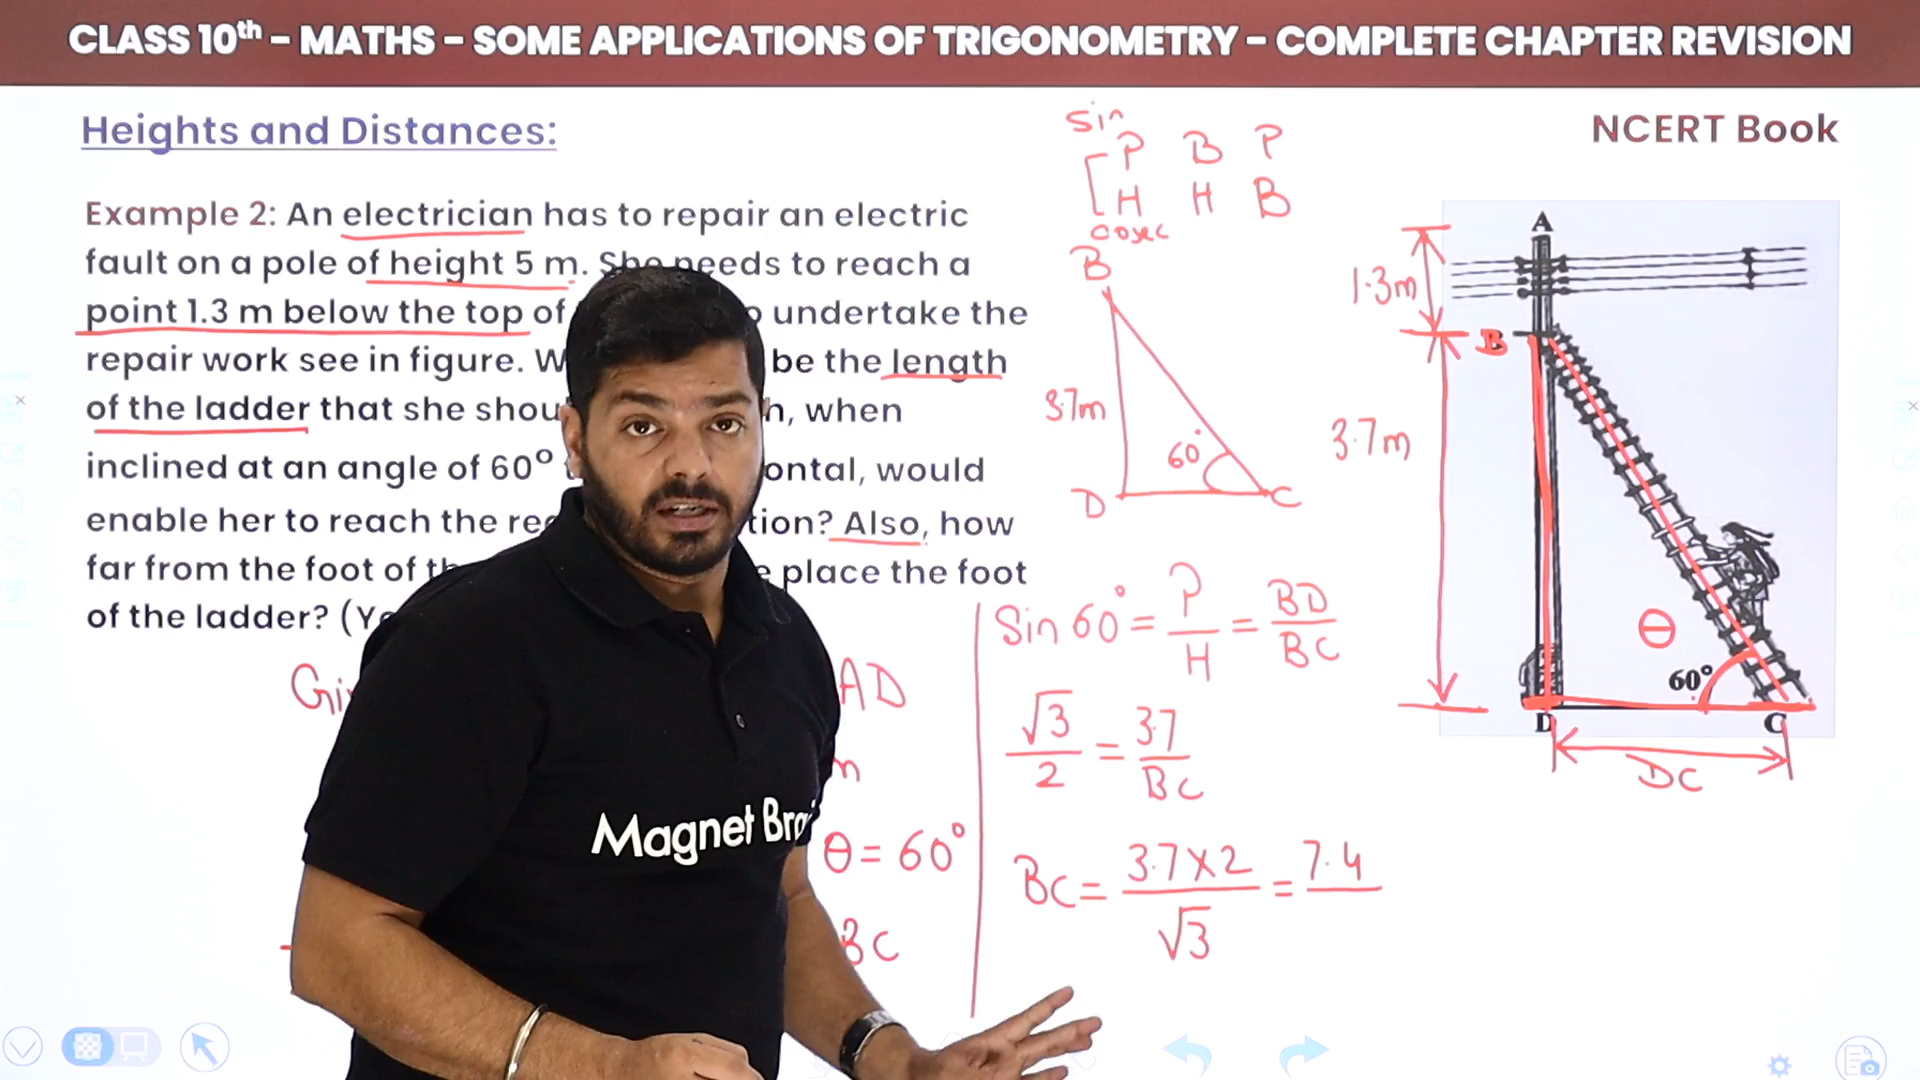 CLASS 10th – MATHS – SOME APPLICATIONS OF TRIGONOMETRY – COMPLETE CHAPTER REVISION
Heights and Distances:
NCERT Book
Example 2: An electrician has to repair an electric
fault on a pole of height 5 m. She needs to reach a
point 1.3 m below the top of undertake the
repair work see in figure. be the length
of the ladder that she when
inclined at an angle of 60° would
enable her to reach the Also, how
far from the foot of place the foot
of the ladder?
Sin
P B P
H H B
cosec
B
3.7m
60°
D C
A
1.3m
B
3.7m
θ
60°
D C
DC
AD
θ = 60°
BC
Sin 60° = P/H = BD/BC
√3/2 = 3.7/BC
BC = 3.7×2/√3 = 7.4
Magnet